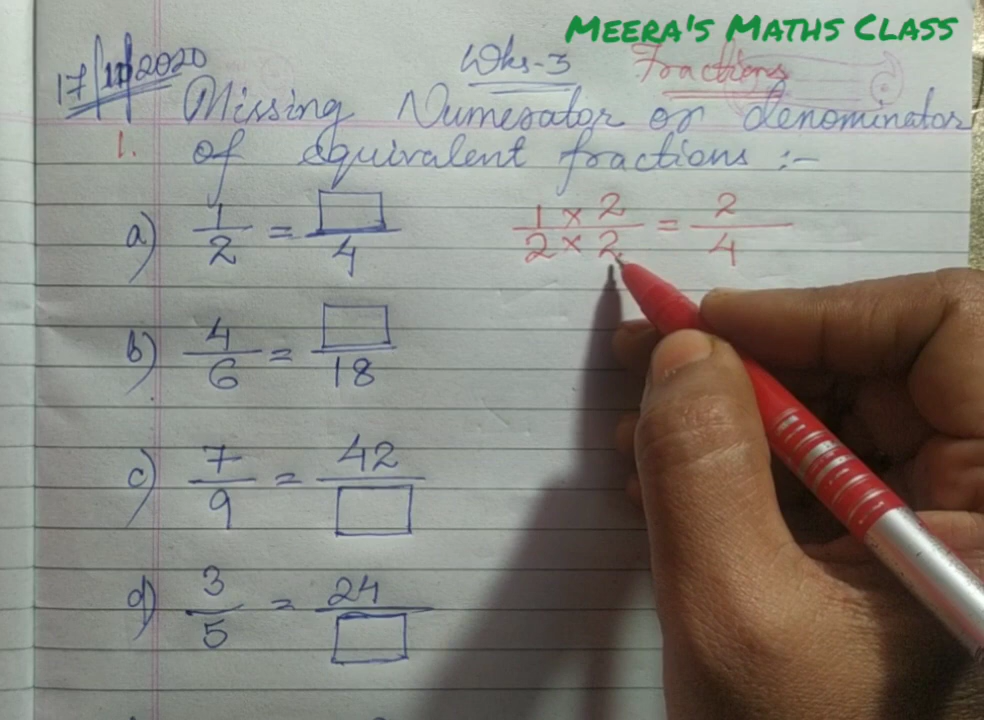 MEERA'S MATHS CLASS
17/11/2020 Wks-3 Fractions
Missing Numerator or denominator
1. of equivalent fractions :-
a) 1/2 = □/4 1 × 2 / 2 × 2 = 2/4
b) 4/6 = □/18
c) 7/9 = 42/□
d) 3/5 = 24/□